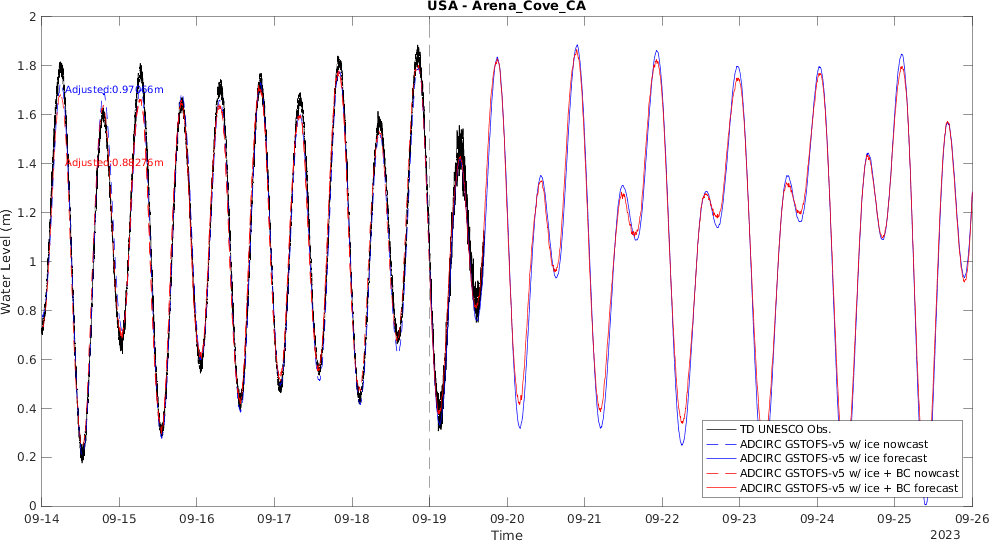 USA - Arena_Cove_CA
2
1.8
1.6
1.4
1.2
1
0.8
0.6
0.4
0.2
0
Water Level (m)
Adjusted:0.97066m
Adjusted:0.88276m
TD UNESCO Obs.
ADCIRC GSTOFS-v5 w/ ice nowcast
ADCIRC GSTOFS-v5 w/ ice forecast
ADCIRC GSTOFS-v5 w/ ice + BC nowcast
ADCIRC GSTOFS-v5 w/ ice + BC forecast
09-14 09-15 09-16 09-17 09-18 09-19 09-20 09-21 09-22 09-23 09-24 09-25 09-26
Time
2023